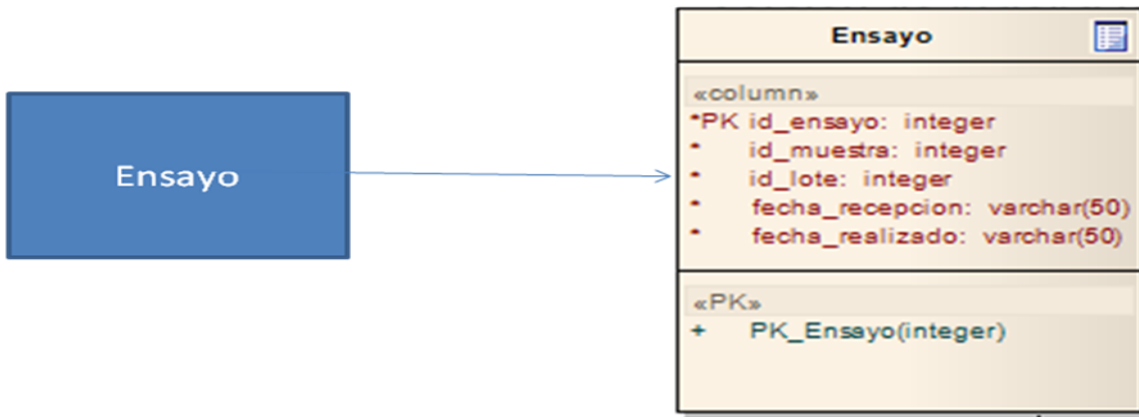 Ensayo
Ensayo
«column»
*PK id_ensayo: integer
* id_muestra: integer
* id_lote: integer
* fecha_recepcion: varchar(50)
* fecha_realizado: varchar(50)
«PK»
+ PK_Ensayo(integer)